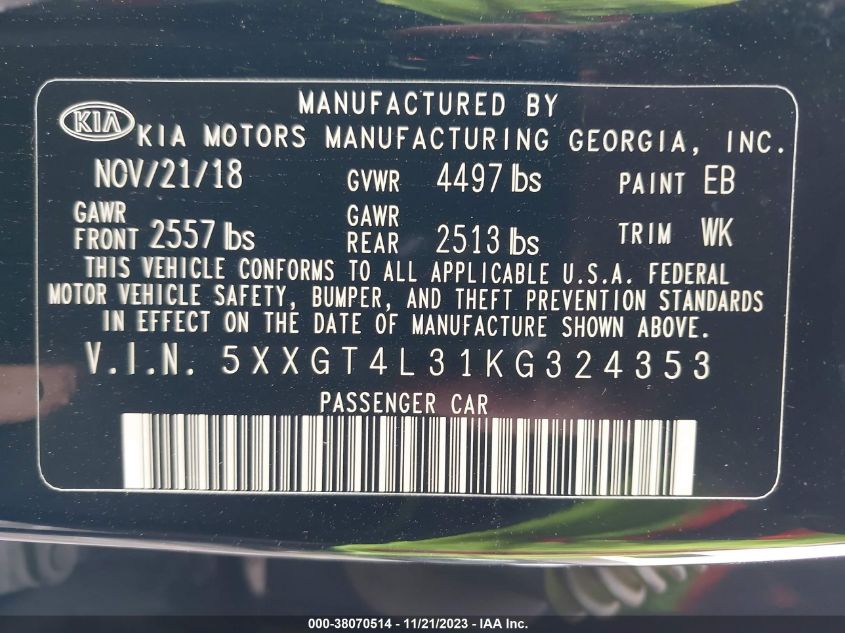 MANUFACTURED BY
KIA KIA MOTORS MANUFACTURING GEORGIA, INC.
NOV/21/18 GVWR 4497 lbs PAINT EB
GAWR FRONT 2557 lbs GAWR REAR 2513 lbs TRIM WK
THIS VEHICLE CONFORMS TO ALL APPLICABLE U.S.A. FEDERAL
MOTOR VEHICLE SAFETY, BUMPER, AND THEFT PREVENTION STANDARDS
IN EFFECT ON THE DATE OF MANUFACTURE SHOWN ABOVE.
V.I.N. 5XXGT4L31KG324353
PASSENGER CAR
000-38070514 - 11/21/2023 - IAA Inc.